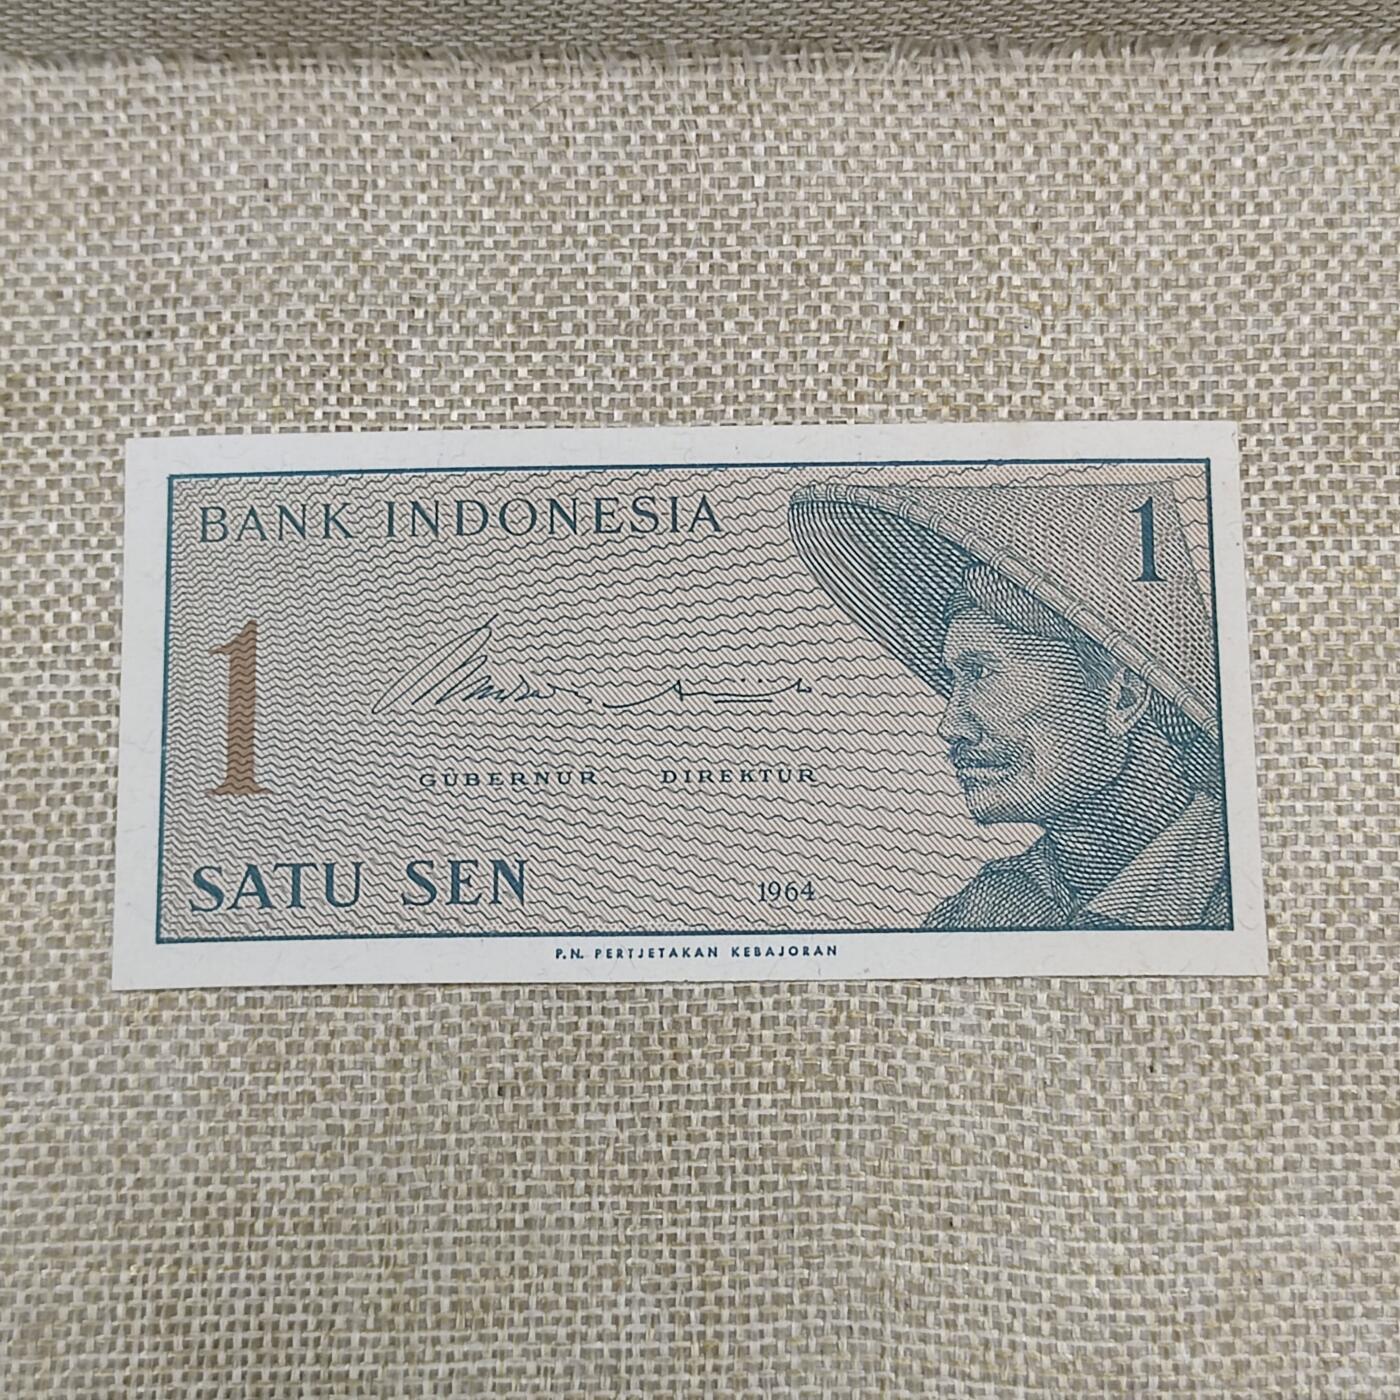 BANK INDONESIA
1
1
GUBERNUR DIREKTUR
SATU SEN
1964
P.N. PERTJETAKAN KEBAJORAN